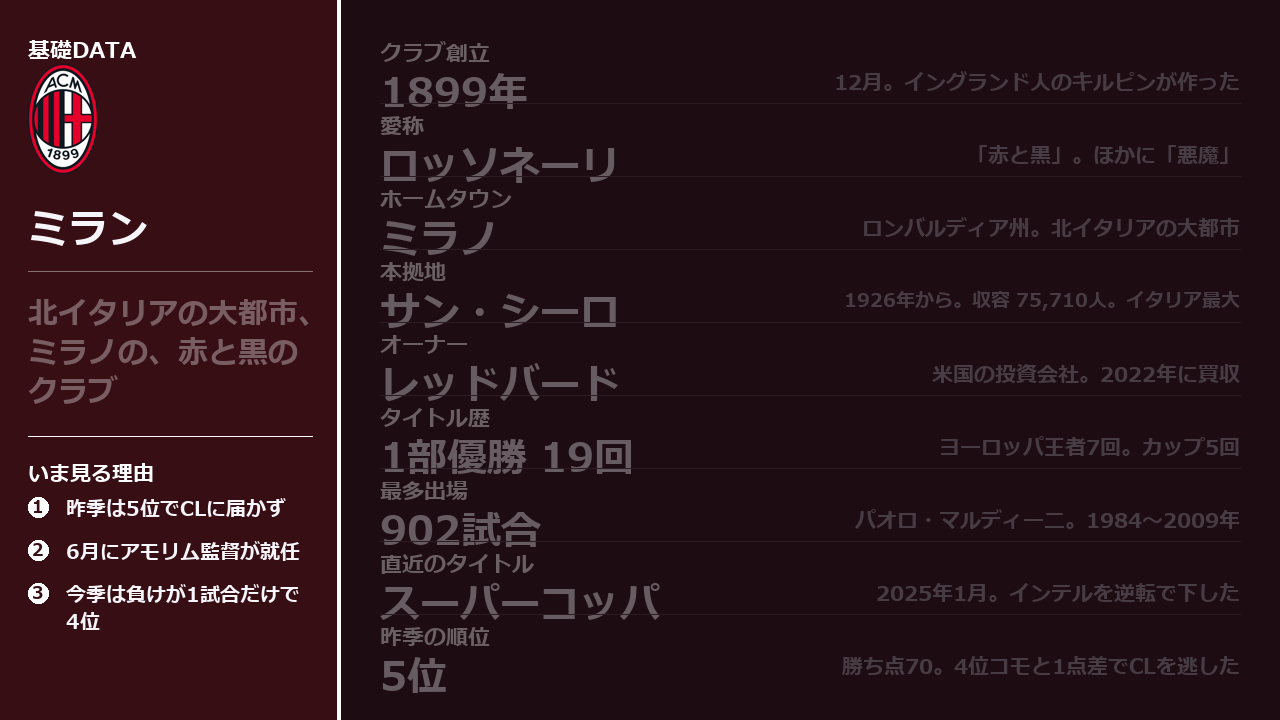 基礎DATA
ACM
1899
ミラン
北イタリアの大都市、
ミラノの、赤と黒の
クラブ
いま見る理由
1 昨季は5位でCLに届かず
2 6月にアモリム監督が就任
3 今季は負けが1試合だけで
4位
クラブ創立
1899年 12月。イングランド人のキルピンが作った
愛称
ロッソネーリ 「赤と黒」。ほかに「悪魔」
ホームタウン
ミラノ ロンバルディア州。北イタリアの大都市
本拠地
サン・シーロ 1926年から。収容 75,710人。イタリア最大
オーナー
レッドバード 米国の投資会社。2022年に買収
タイトル歴
1部優勝 19回 ヨーロッパ王者7回。カップ5回
最多出場
902試合 パオロ・マルディーニ。1984〜2009年
直近のタイトル
スーパーコッパ 2025年1月。インテルを逆転で下した
昨季の順位
5位 勝ち点70。4位コモと1点差でCLを逃した